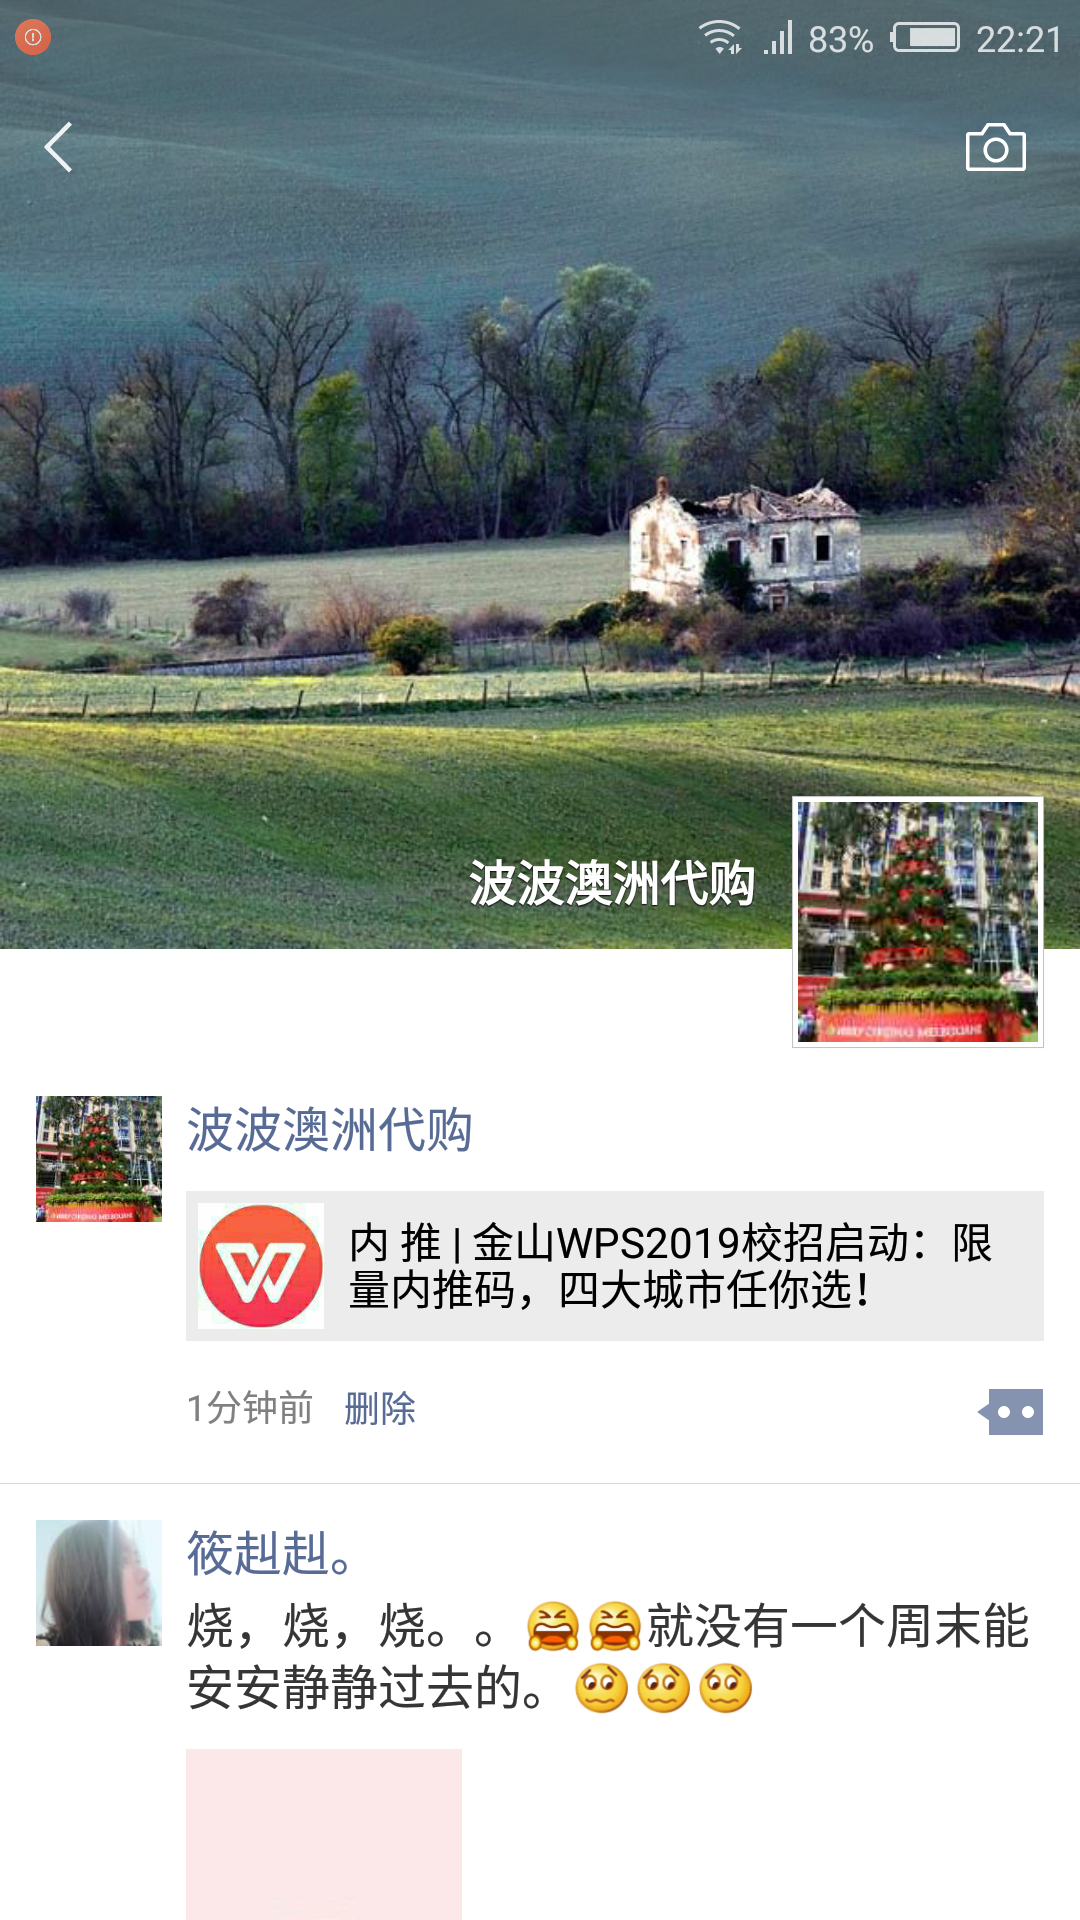 83% 22:21
波波澳洲代购
波波澳洲代购
内 推 | 金山WPS2019校招启动：限
量内推码，四大城市任你选！
1分钟前 删除
筱赳赳。
烧，烧，烧。。就没有一个周末能
安安静静过去的。